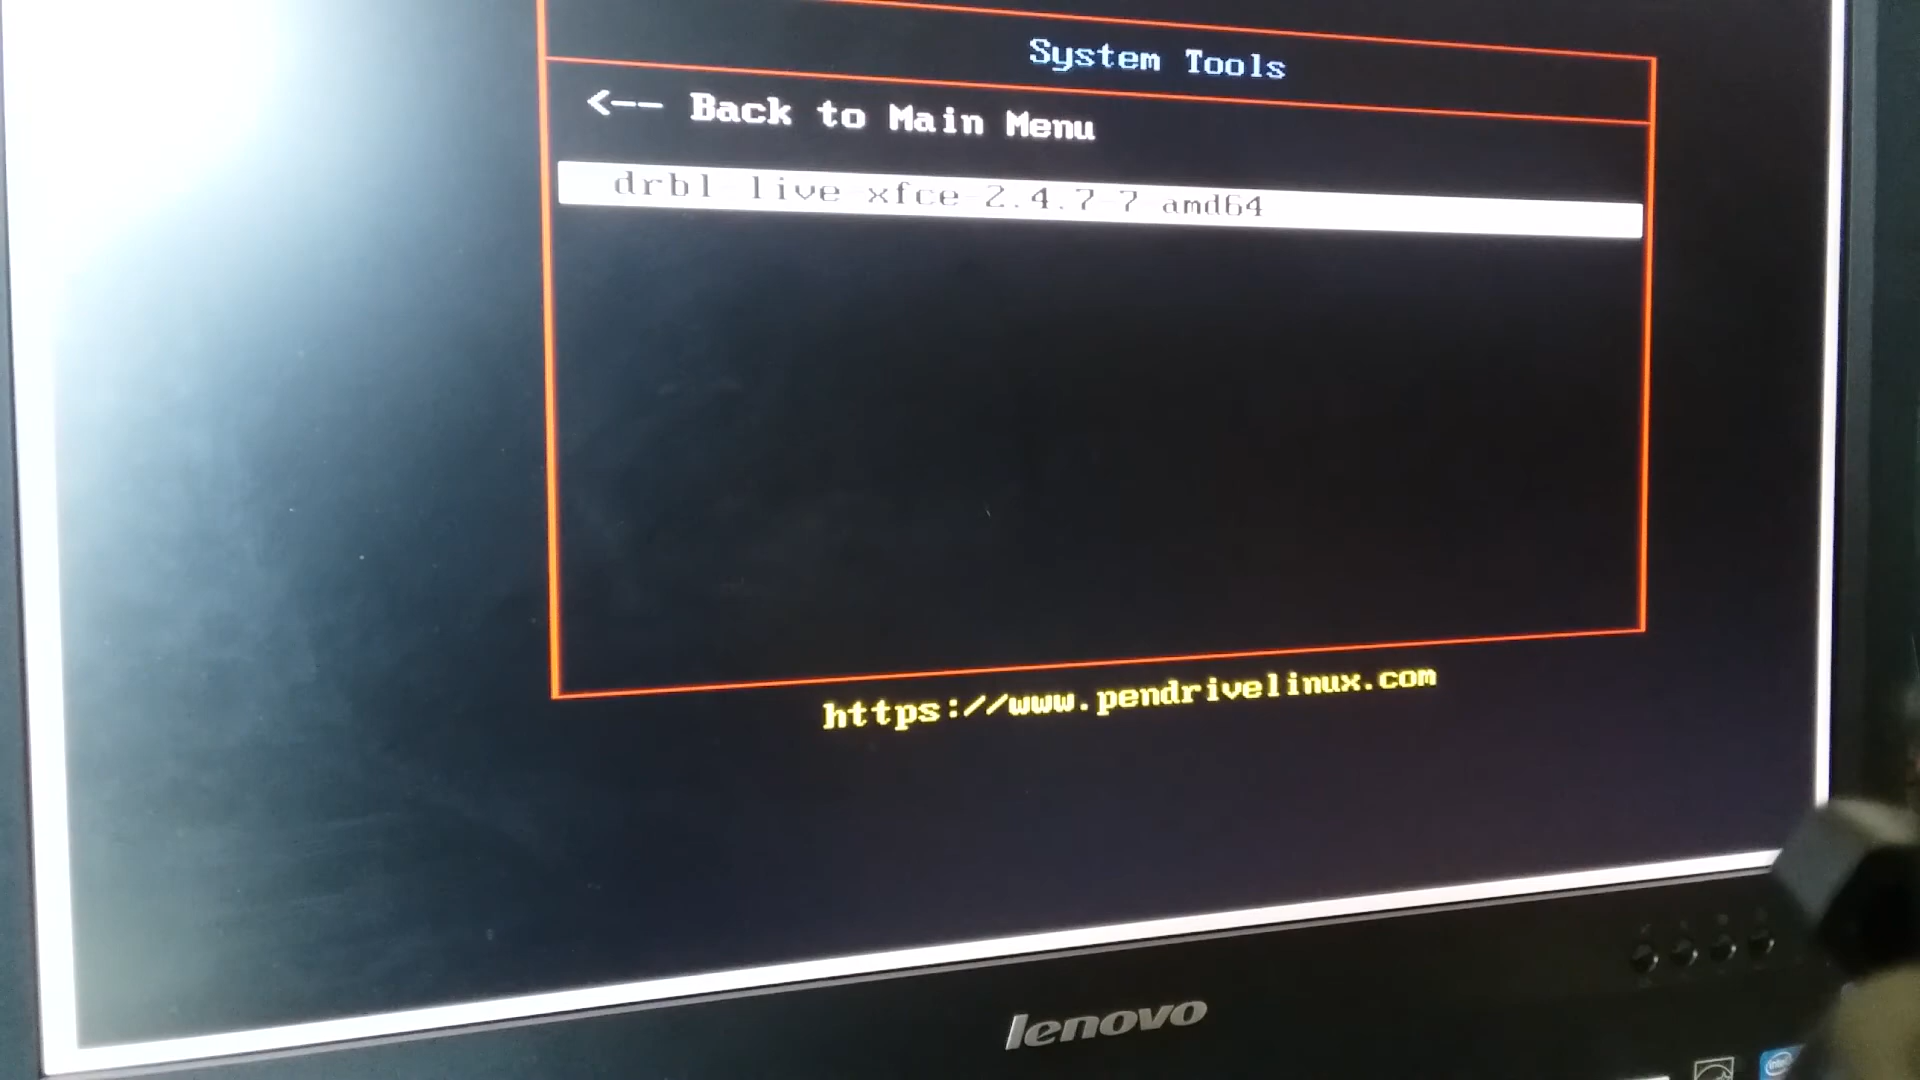 System Tools
<-- Back to Main Menu
drbl live xfce 2.4.7-7 amd64
https://www.pendrivelinux.com
lenovo
intel